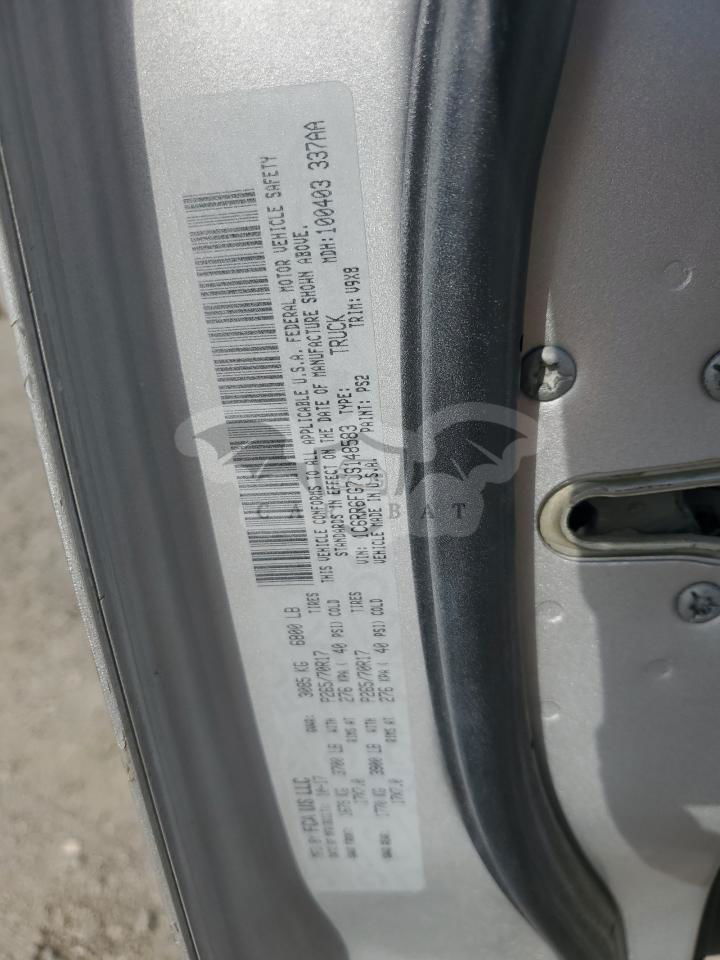 MFD BY FCA US LLC
DATE OF MFR 10-17 GVWR: 3085 KG 6800 LB
GAWR FRONT 1678 KG 3700 LB WITH P265/70R17 TIRES
17X7.0 RIMS AT 276 KPA ( 40 PSI) COLD
GAWR REAR 1770 KG 3900 LB WITH P265/70R17 TIRES
17X7.0 RIMS AT 276 KPA ( 40 PSI) COLD
THIS VEHICLE CONFORMS TO ALL APPLICABLE U.S.A. FEDERAL MOTOR VEHICLE SAFETY
STANDARDS IN EFFECT ON THE DATE OF MANUFACTURE SHOWN ABOVE.
VIN: 1C6RR6FG7JS148583 TYPE: TRUCK MDH:100403 337AA
VEHICLE MADE IN U.S.A. PAINT: PS2 TRIM: V9X8
CARBAT